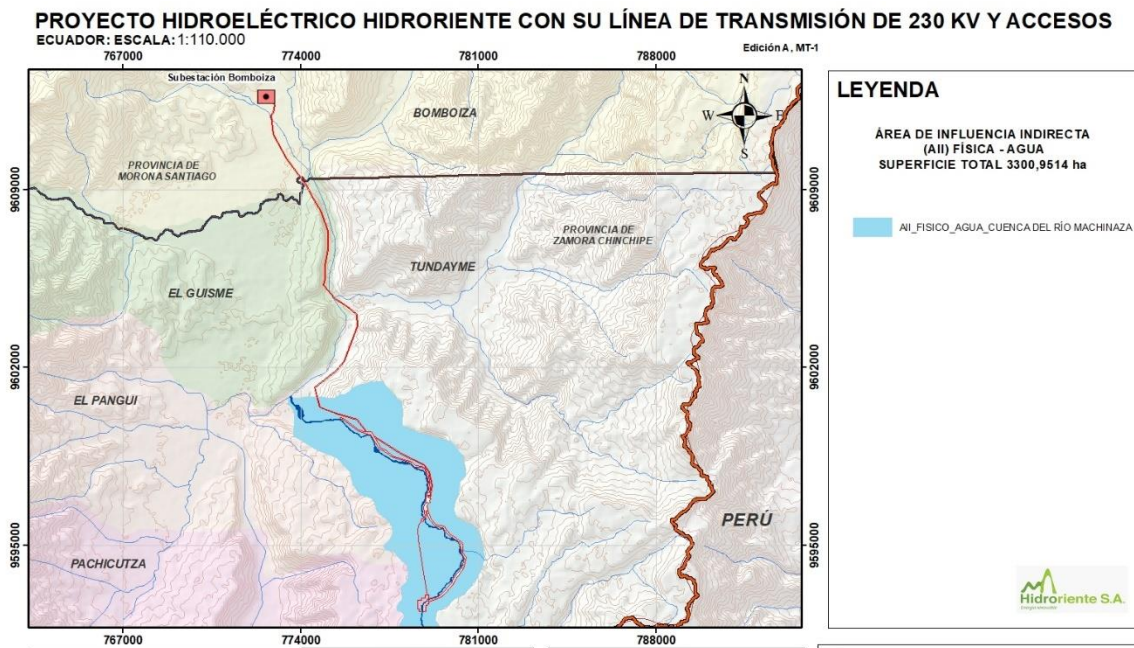 PROYECTO HIDROELÉCTRICO HIDRORIENTE CON SU LÍNEA DE TRANSMISIÓN DE 230 KV Y ACCESOS
ECUADOR: ESCALA: 1:110.000
Edición A, MT-1
767000 774000 781000 788000
Subestación Bomboiza
N
W E
S
BOMBOIZA
PROVINCIA DE
MORONA SANTIAGO
9609000 9609000
PROVINCIA DE
ZAMORA CHINCHIPE
TUNDAYME
EL GUISME
9602000 9602000
EL PANGUI
PERÚ
9595000 9595000
PACHICUTZA
767000 774000 781000 788000
LEYENDA
ÁREA DE INFLUENCIA INDIRECTA
(AII) FÍSICA - AGUA
SUPERFICIE TOTAL 3300,9514 ha
AII_FISICO_AGUA_CUENCA DEL RÍO MACHINAZA
Hidroriente S.A.